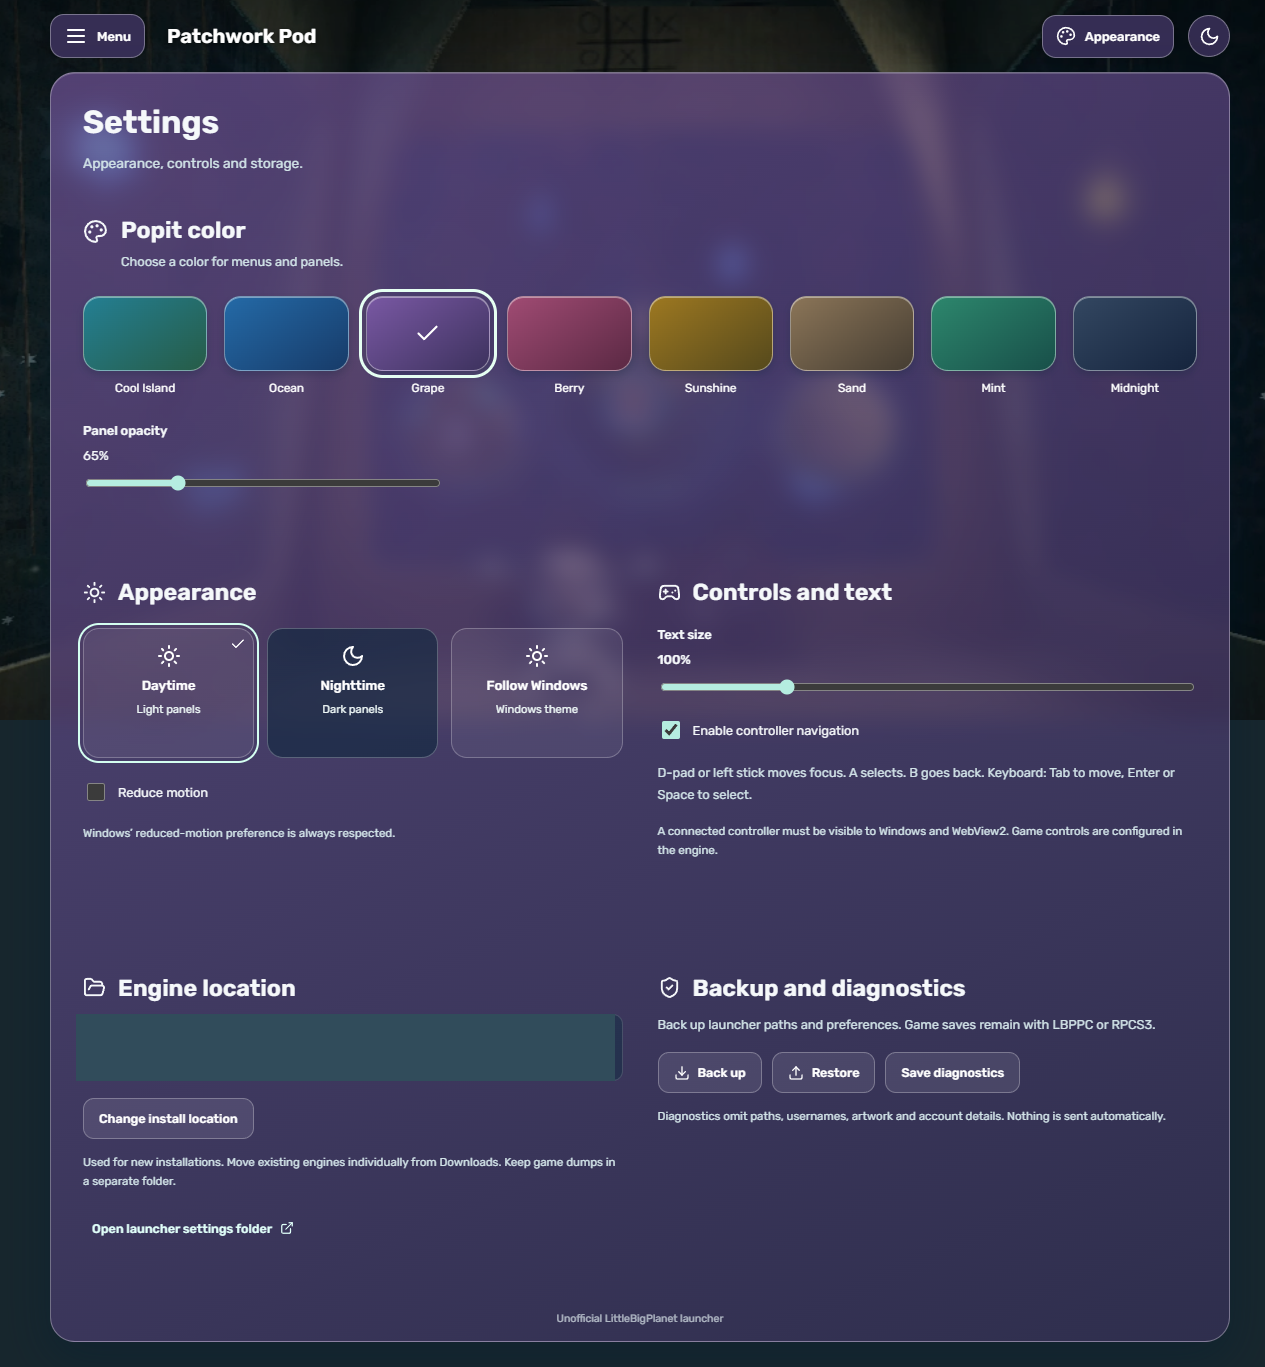 Menu
Patchwork Pod
Appearance
Settings
Appearance, controls and storage.
Popit color
Choose a color for menus and panels.
Cool Island
Ocean
Grape
Berry
Sunshine
Sand
Mint
Midnight
Panel opacity
65%
Appearance
Daytime
Light panels
Nighttime
Dark panels
Follow Windows
Windows theme
Reduce motion
Windows’ reduced-motion preference is always respected.
Controls and text
Text size
100%
Enable controller navigation
D-pad or left stick moves focus. A selects. B goes back. Keyboard: Tab to move, Enter or
Space to select.
A connected controller must be visible to Windows and WebView2. Game controls are configured in
the engine.
Engine location
Change install location
Used for new installations. Move existing engines individually from Downloads. Keep game dumps in
a separate folder.
Open launcher settings folder
Backup and diagnostics
Back up launcher paths and preferences. Game saves remain with LBPPC or RPCS3.
Back up
Restore
Save diagnostics
Diagnostics omit paths, usernames, artwork and account details. Nothing is sent automatically.
Unofficial LittleBigPlanet launcher